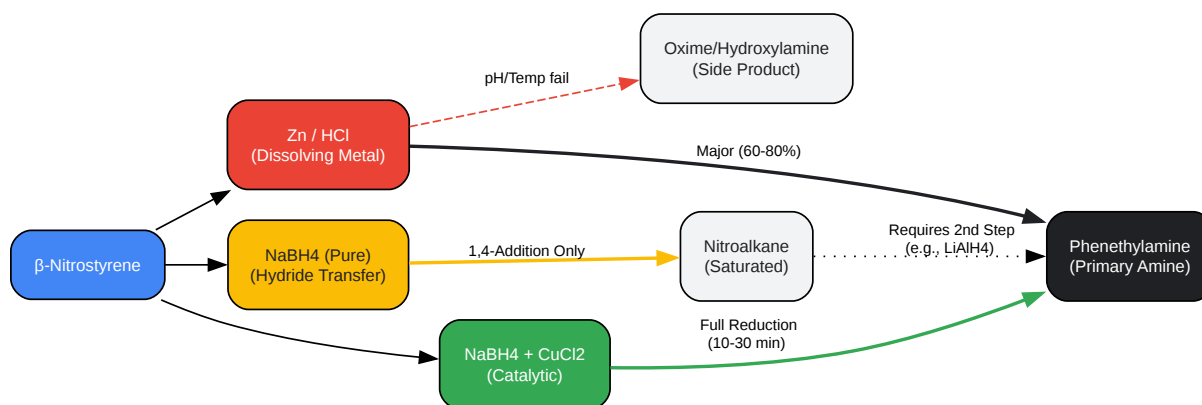 Oxime/Hydroxylamine
(Side Product)
pH/Temp fail
Zn / HCl
(Dissolving Metal)
Major (60-80%)
β-Nitrostyrene
NaBH4 (Pure)
(Hydride Transfer)
1,4-Addition Only
Nitroalkane
(Saturated)
Requires 2nd Step
(e.g., LiAlH4)
Phenethylamine
(Primary Amine)
Full Reduction
(10-30 min)
NaBH4 + CuCl2
(Catalytic)